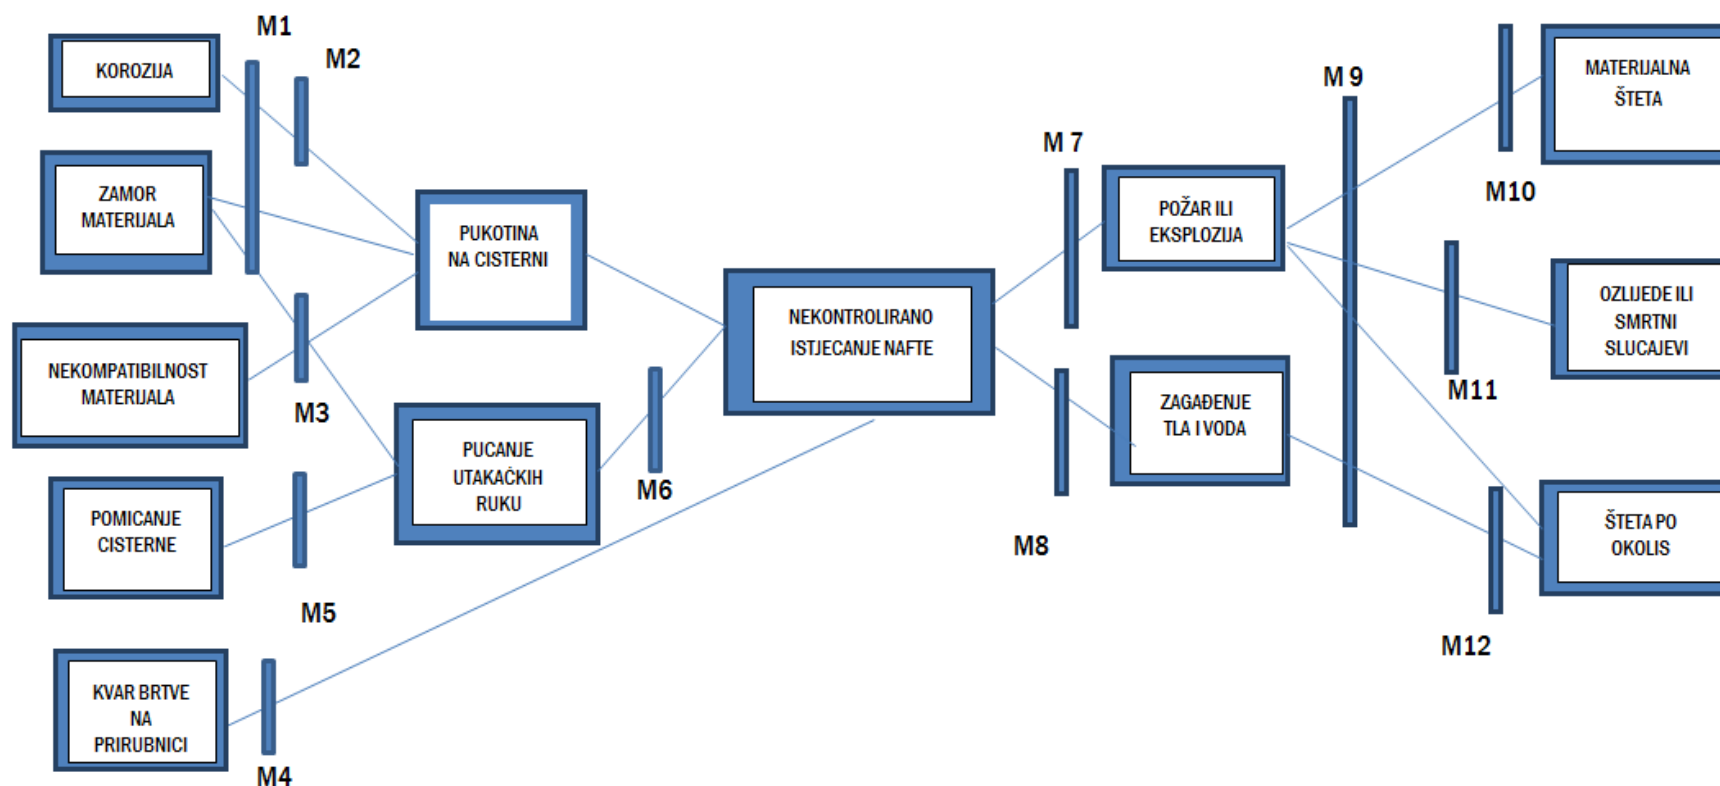 M1
M2
KOROZIJA
ZAMOR
MATERIJALA
NEKOMPATIBILNOST
MATERIJALA
M3
POMICANJE
CISTERNE
M5
KVAR BRTVE
NA
PRIRUBNICI
M4
PUKOTINA
NA CISTERNI
PUCANJE
UTAKAČKIH
RUKU
M6
NEKONTROLIRANO
ISTJECANJE NAFTE
M 7
M8
POŽAR ILI
EKSPLOZIJA
ZAGAĐENJE
TLA I VODA
M 9
M10
M11
M12
MATERIJALNA
ŠTETA
OZLIJEDE ILI
SMRTNI
SLUCAJEVI
ŠTETA PO
OKOLIS